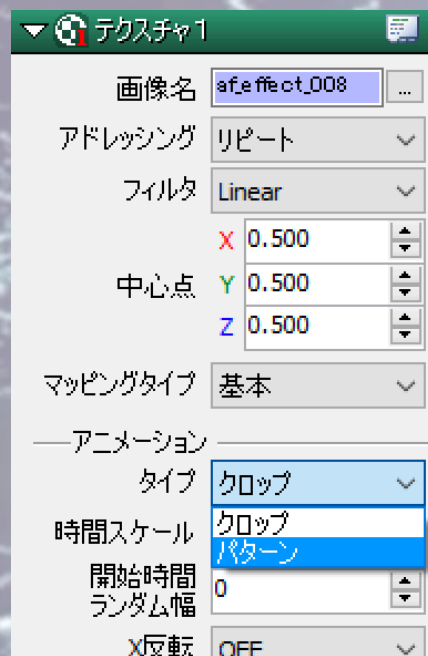 テクスチャ1
画像名 af_effect_008 ...
アドレッシング リピート
フィルタ Linear
X 0.500
中心点 Y 0.500
Z 0.500
マッピングタイプ 基本
アニメーション
タイプ クロップ
クロップ
時間スケール
パターン
開始時間
ランダム幅 0
X反転 OFF